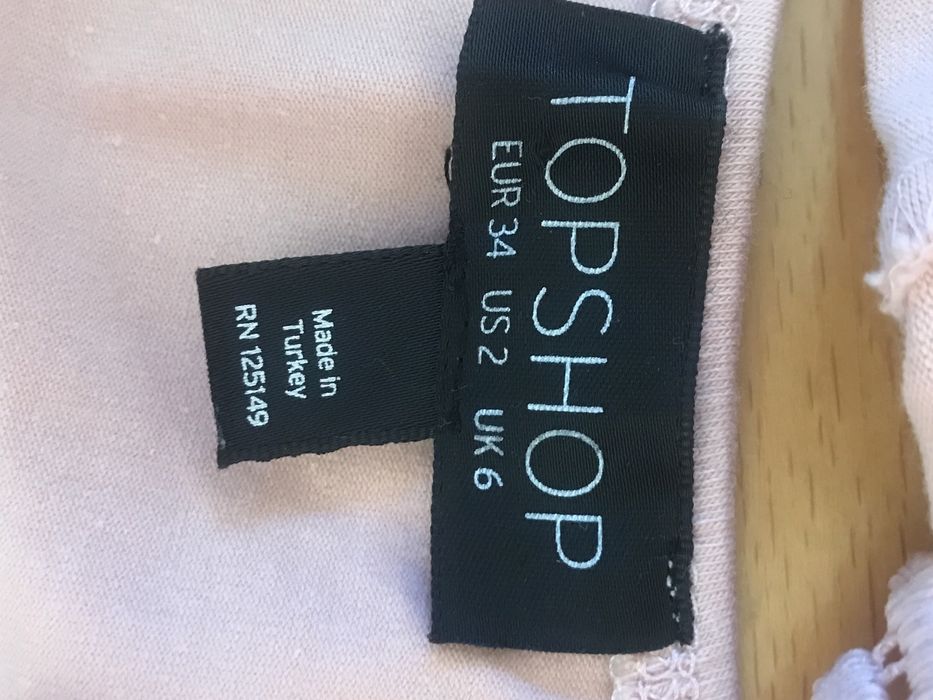 TOPSHOP
EUR 34 US 2 UK 6
Made in
Turkey
RN 125149